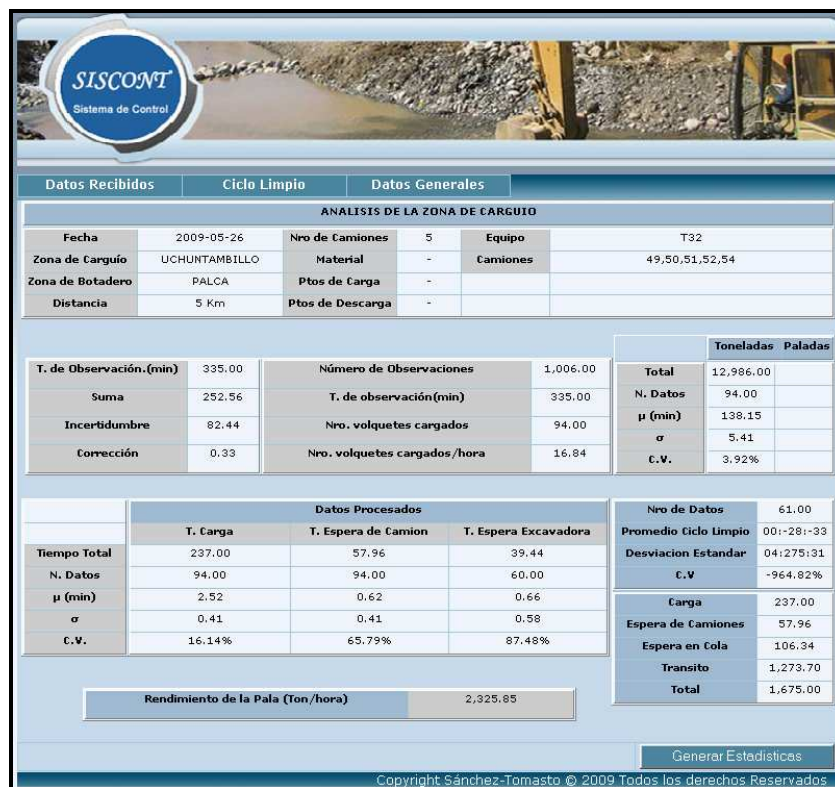 SISCONT
Sistema de Control
Datos Recibidos Ciclo Limpio Datos Generales
ANALISIS DE LA ZONA DE CARGUIO
Fecha 2009-05-26 Nro de Camiones 5 Equipo T32
Zona de Carguío UCHUNTAMBILLO Material - Camiones 49,50,51,52,54
Zona de Botadero PALCA Ptos de Carga -
Distancia 5 Km Ptos de Descarga -
T. de Observación.(min) 335.00 Número de Observaciones 1,006.00
Suma 252.56 T. de observación(min) 335.00
Incertidumbre 82.44 Nro. volquetes cargados 94.00
Corrección 0.33 Nro. volquetes cargados/hora 16.84
Toneladas Paladas
Total 12,986.00
N. Datos 94.00
μ (min) 138.15
σ 5.41
C.V. 3.92%
Datos Procesados
T. Carga T. Espera de Camion T. Espera Excavadora
Tiempo Total 237.00 57.96 39.44
N. Datos 94.00 94.00 60.00
μ (min) 2.52 0.62 0.66
σ 0.41 0.41 0.58
C.V. 16.14% 65.79% 87.48%
Nro de Datos 61.00
Promedio Ciclo Limpio 00:-28:-33
Desviacion Estandar 04:275:31
C.V -964.82%
Carga 237.00
Espera de Camiones 57.96
Espera en Cola 106.34
Transito 1,273.70
Total 1,675.00
Rendimiento de la Pala (Ton/hora) 2,325.85
Generar Estadisticas
Copyright Sánchez-Tomasto © 2009 Todos los derechos Reservados